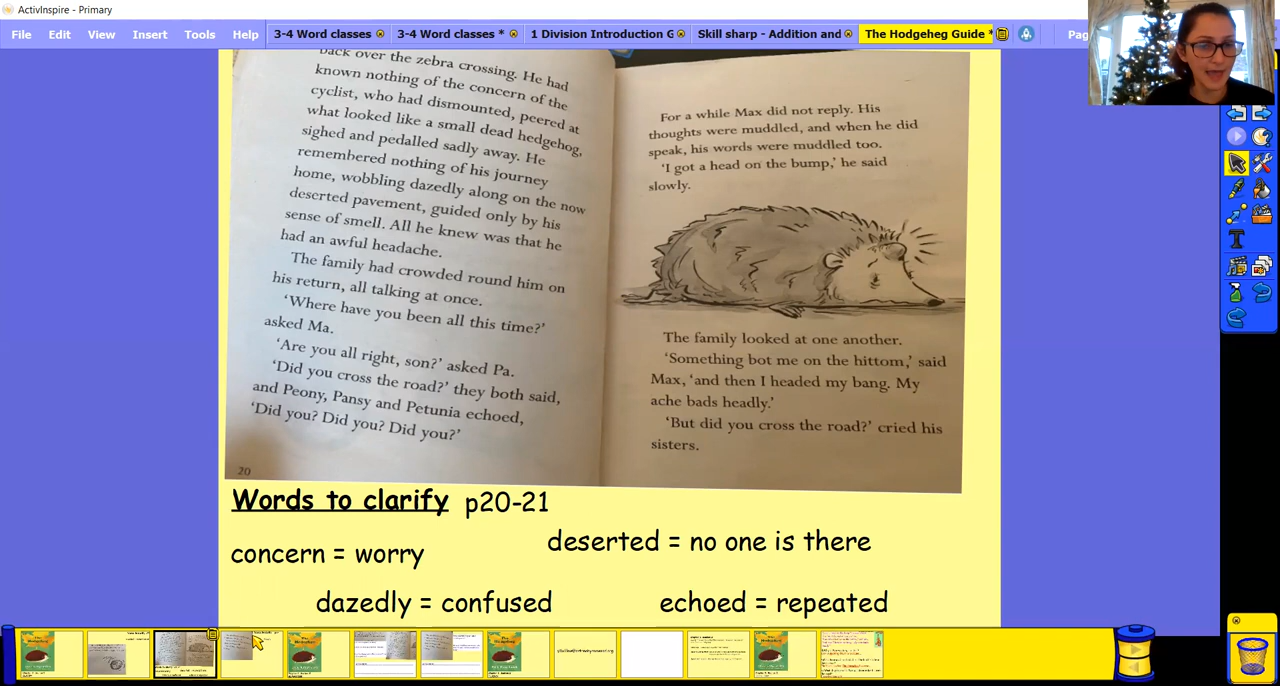 ActivInspire - Primary
File Edit View Insert Tools Help
3-4 Word classes
3-4 Word classes *
1 Division Introduction G
Skill sharp - Addition and
The Hodgeheg Guide *
Pag
back over the zebra crossing. He had
known nothing of the concern of the
cyclist, who had dismounted, peered at
what looked like a small dead hedgehog,
sighed and pedalled sadly away. He
remembered nothing of his journey
home, wobbling dazedly along on the now
deserted pavement, guided only by his
sense of smell. All he knew was that he
had an awful headache.
The family had crowded round him on
his return, all talking at once.
‘Where have you been all this time?’
asked Ma.
‘Are you all right, son?’ asked Pa.
‘Did you cross the road?’ they both said,
and Peony, Pansy and Petunia echoed,
‘Did you? Did you? Did you?’
20
For a while Max did not reply. His
thoughts were muddled, and when he did
speak, his words were muddled too.
‘I got a head on the bump,’ he said
slowly.
The family looked at one another.
‘Something bot me on the hittom,’ said
Max, ‘and then I headed my bang. My
ache bads headly.’
‘But did you cross the road?’ cried his
sisters.
Words to clarify p20-21
concern = worry
deserted = no one is there
dazedly = confused
echoed = repeated